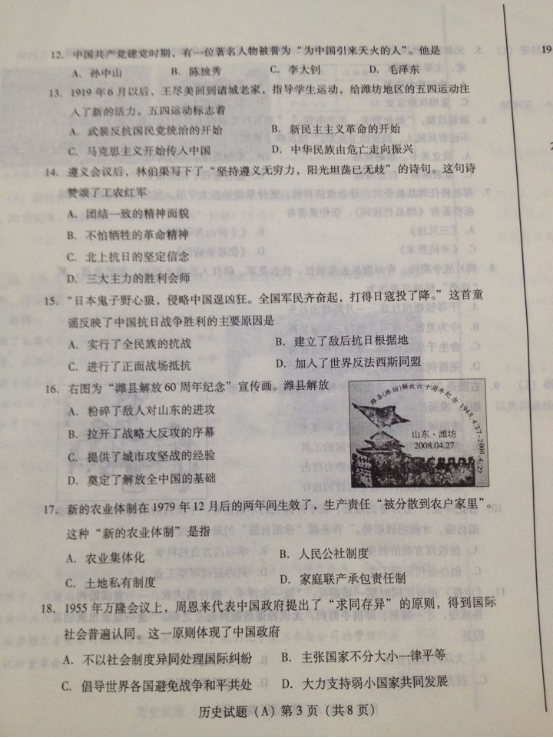 12. 中国共产党建党时期，有一位著名人物被誉为“为中国引来天火的人”。他是
A. 孙中山 B. 陈独秀 C. 李大钊 D. 毛泽东
13. 1919年6月以后，王尽美回到诸城老家，指导学生运动，给潍坊地区的五四运动注
入了新的活力。五四运动标志着
A. 武装反抗国民党统治的开始 B. 新民主主义革命的开始
C. 马克思主义开始传入中国 D. 中华民族由危亡走向振兴
14. 遵义会议后，林伯渠写下了“坚持遵义无穷力，阳光坦荡已无歧”的诗句。这句诗
赞颂了工农红军
A. 团结一致的精神面貌
B. 不怕牺牲的革命精神
C. 北上抗日的坚定信念
D. 三大主力的胜利会师
15. “日本鬼子野心狼，侵略中国逞凶狂。全国军民齐奋起，打得日寇投了降。”这首童
谣反映了中国抗日战争胜利的主要原因是
A. 实行了全民族的抗战 B. 建立了敌后抗日根据地
C. 进行了正面战场抵抗 D. 加入了世界反法西斯同盟
16. 右图为“潍县解放60周年纪念”宣传画。潍县解放
A. 粉碎了敌人对山东的进攻
B. 拉开了战略大反攻的序幕
C. 提供了城市攻坚战的经验
D. 奠定了解放全中国的基础
潍县(潍坊)解放六十周年纪念 1948.4.27-2008.4.27
山东·潍坊
2008.04.27
17. 新的农业体制在1979年12月后的两年间生效了，生产责任“被分散到农户家里”。
这种“新的农业体制”是指
A. 农业集体化 B. 人民公社制度
C. 土地私有制度 D. 家庭联产承包责任制
18. 1955年万隆会议上，周恩来代表中国政府提出了“求同存异”的原则，得到国际
社会普遍认同。这一原则体现了中国政府
A. 不以社会制度异同处理国际纠纷 B. 主张国家不分大小一律平等
C. 倡导世界各国避免战争和平共处 D. 大力支持弱小国家共同发展
历史试题（A）第3页（共8页）
19